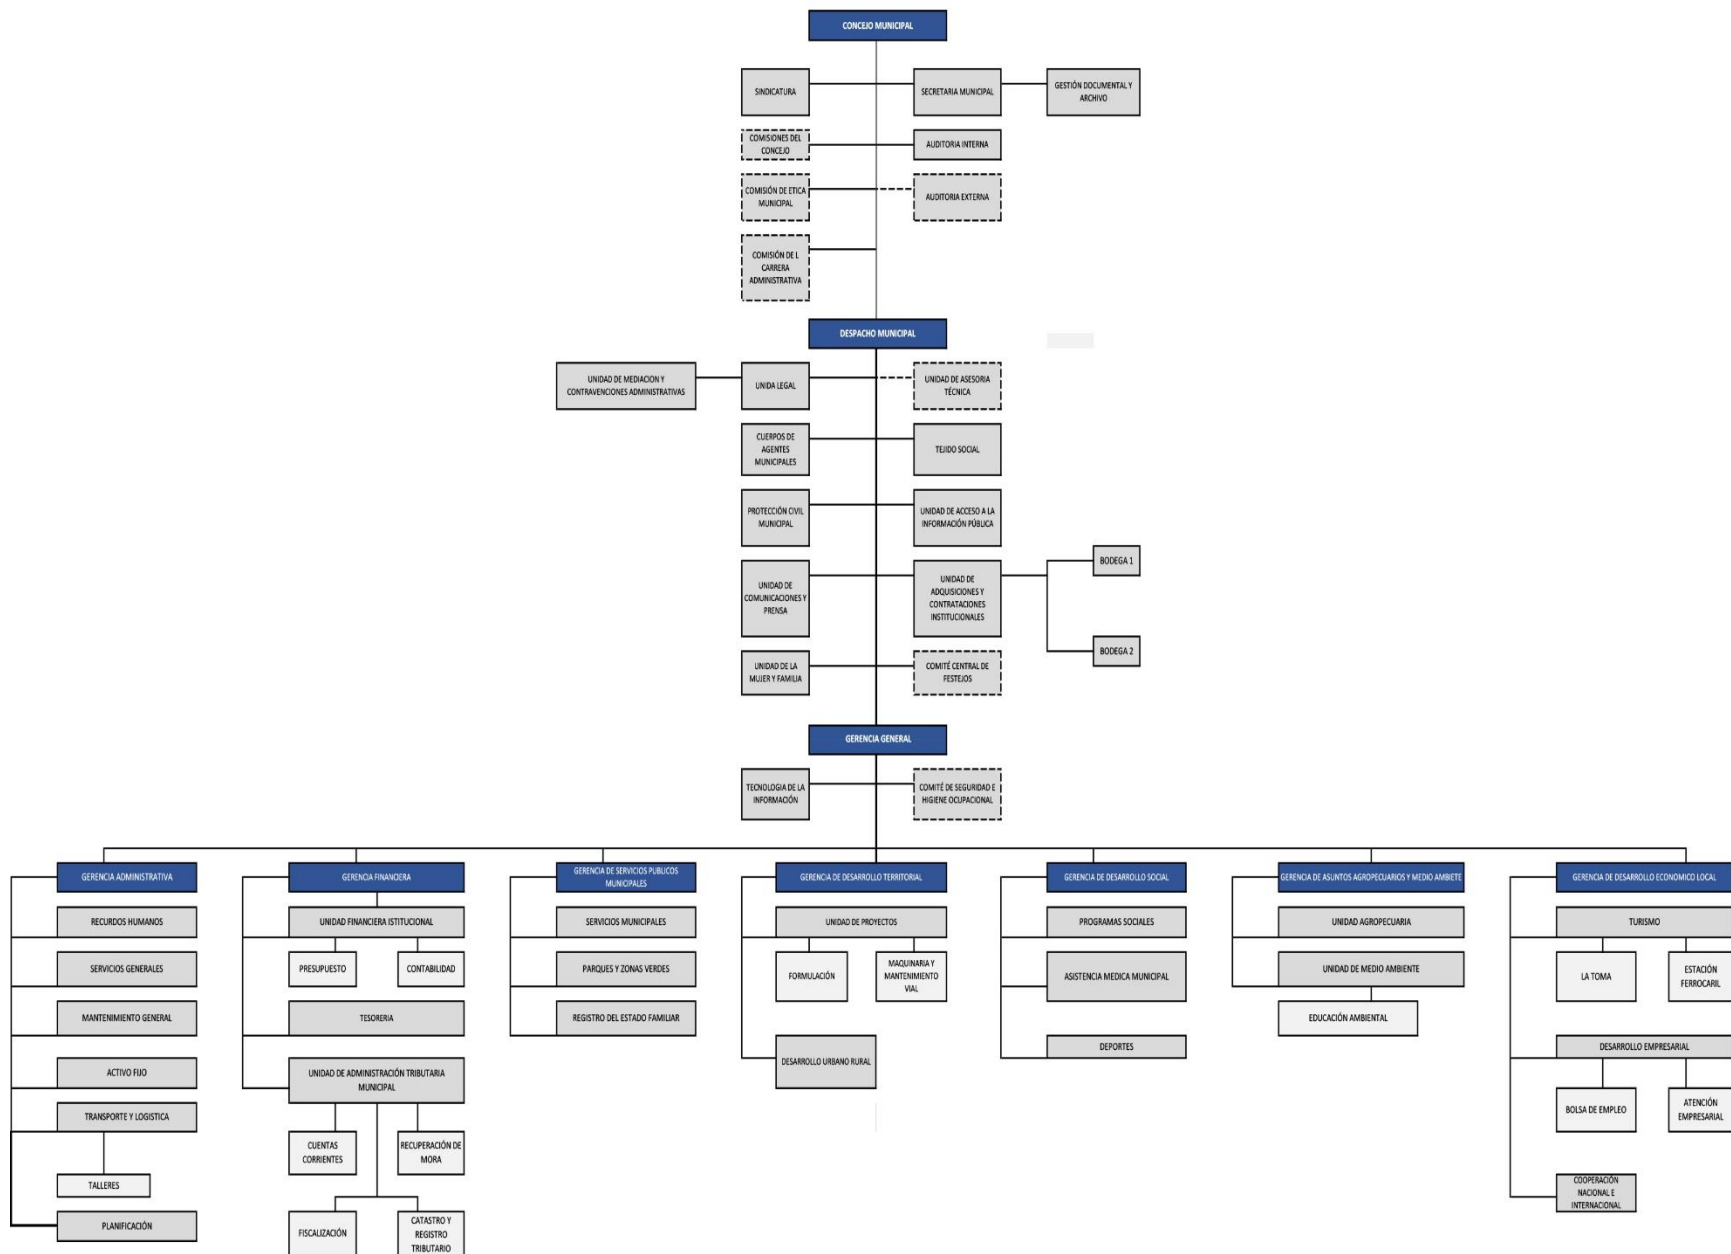 CONCEJO MUNICIPAL
SINDICATURA
SECRETARIA MUNICIPAL
GESTIÓN DOCUMENTAL Y
ARCHIVO
COMISIONES DEL
CONCEJO
AUDITORIA INTERNA
COMISIÓN DE ETICA
MUNICIPAL
AUDITORIA EXTERNA
COMISIÓN DE L
CARRERA
ADMINISTRATIVA
DESPACHO MUNICIPAL
UNIDAD DE MEDIACION Y
CONTRAVENCIONES ADMINISTRATIVAS
UNIDA LEGAL
UNIDAD DE ASESORIA
TÉCNICA
CUERPOS DE
AGENTES
MUNICIPALES
TEJIDO SOCIAL
PROTECCIÓN CIVIL
MUNICIPAL
UNIDAD DE ACCESO A LA
INFORMACIÓN PÚBLICA
UNIDAD DE
COMUNICACIONES Y
PRENSA
UNIDAD DE
ADQUISICIONES Y
CONTRATACIONES
INSTITUCIONALES
BODEGA 1
BODEGA 2
UNIDAD DE LA
MUJER Y FAMILIA
COMITÉ CENTRAL DE
FESTEJOS
GERENCIA GENERAL
TECNOLOGIA DE LA
INFORMACIÓN
COMITÉ DE SEGURIDAD E
HIGIENE OCUPACIONAL
GERENCIA ADMINISTRATIVA
RECURDOS HUMANOS
SERVICIOS GENERALES
MANTENIMIENTO GENERAL
ACTIVO FIJO
TRANSPORTE Y LOGISTICA
TALLERES
PLANIFICACIÓN
GERENCIA FINANCIERA
UNIDAD FINANCIERA ISTITUCIONAL
PRESUPUESTO
CONTABILIDAD
TESORERIA
UNIDAD DE ADMINISTRACIÓN TRIBUTARIA
MUNICIPAL
CUENTAS
CORRIENTES
RECUPERACIÓN DE
MORA
FISCALIZACIÓN
CATASTRO Y
REGISTRO
TRIBUTARIO
GERENCIA DE SERVICIOS PUBLICOS
MUNICIPALES
SERVICIOS MUNICIPALES
PARQUES Y ZONAS VERDES
REGISTRO DEL ESTADO FAMILIAR
GERENCIA DE DESARROLLO TERRITORIAL
UNIDAD DE PROYECTOS
FORMULACIÓN
MAQUINARIA Y
MANTENIMIENTO
VIAL
DESARROLLO URBANO RURAL
GERENCIA DE DESARROLLO SOCIAL
PROGRAMAS SOCIALES
ASISTENCIA MEDICA MUNICIPAL
DEPORTES
GERENCIA DE ASUNTOS AGROPECUARIOS Y MEDIO AMBIETE
UNIDAD AGROPECUARIA
UNIDAD DE MEDIO AMBIENTE
EDUCACIÓN AMBIENTAL
GERENCIA DE DESARROLLO ECONOMICO LOCAL
TURISMO
LA TOMA
ESTACIÓN
FERROCARIL
DESARROLLO EMPRESARIAL
BOLSA DE EMPLEO
ATENCIÓN
EMPRESARIAL
COOPERACIÓN
NACIONAL E
INTERNACIONAL